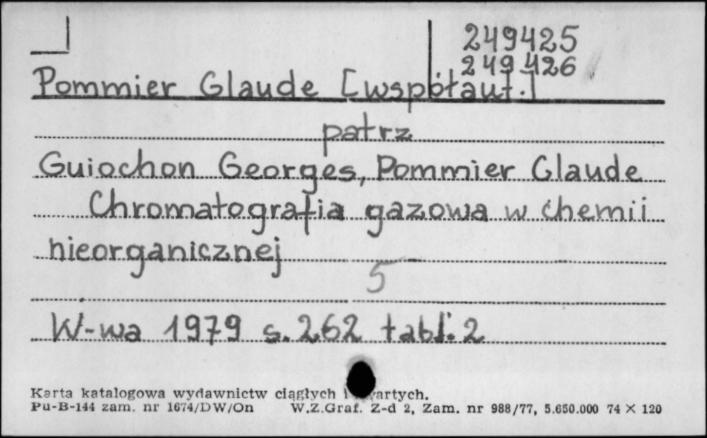 249425
249426
Pommier Claude [współaut.]
patrz
Guiochon Georges, Pommier Claude
Chromatografia gazowa w chemii
nieorganicznej
5
W-wa 1979 s. 262 tabl. 2
Karta katalogowa wydawnictw ciągłych i zwartych.
Pu-B-144 zam. nr 1674/DW/On W.Z.Graf. Z-d 2, Zam. nr 988/77, 5.650.000 74 × 120